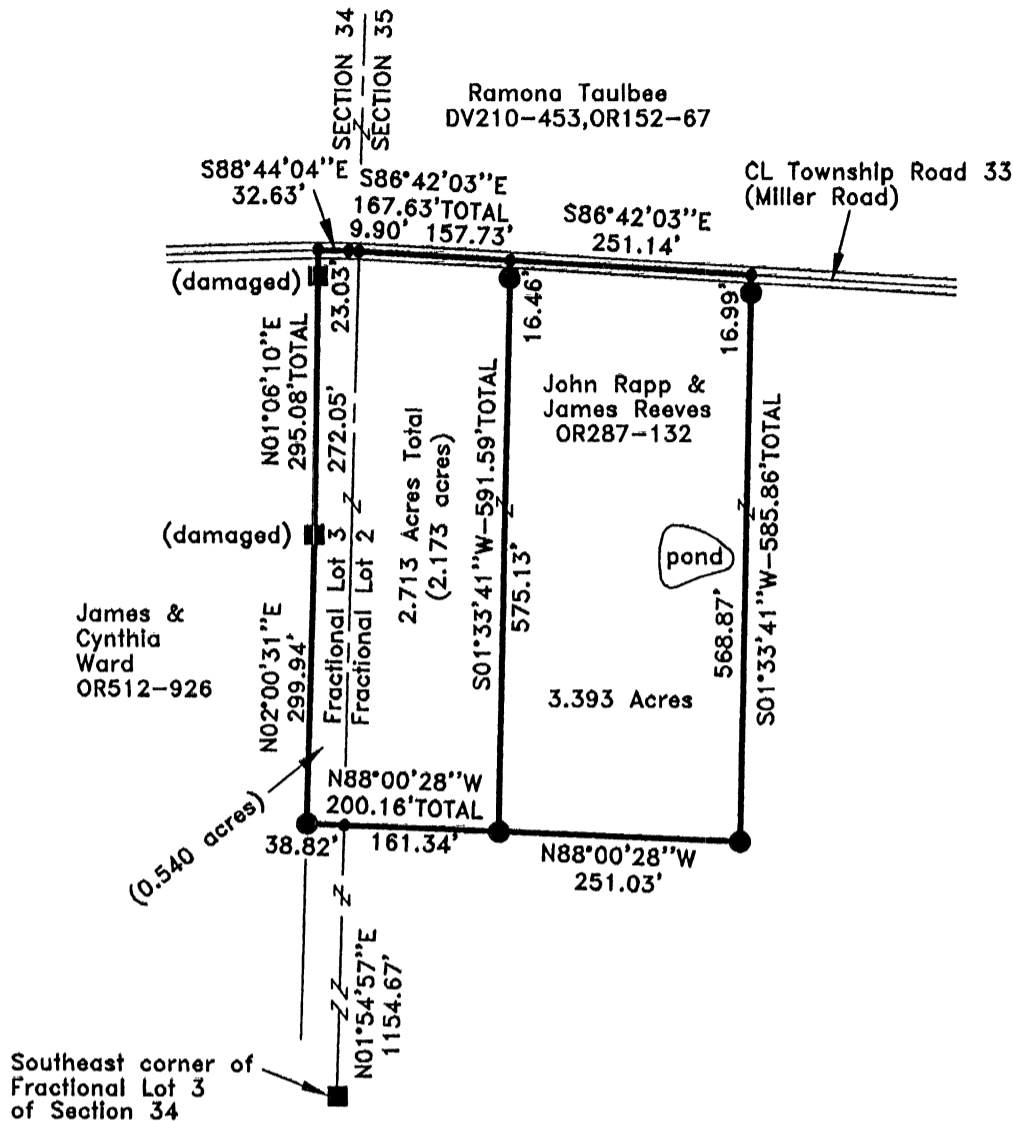 SECTION 34
SECTION 35
Ramona Taulbee
DV210-453,OR152-67
CL Township Road 33
(Miller Road)
S88°44'04"E
32.63'
S86°42'03"E
167.63'TOTAL
9.90' 157.73'
S86°42'03"E
251.14'
(damaged)
23.03'
16.46'
16.99'
N01°06'10"E
295.08'TOTAL
272.05'
John Rapp &
James Reeves
OR287-132
2.713 Acres Total
(2.173 acres)
S01°33'41"W-591.59'TOTAL
575.13'
S01°33'41"W-585.86'TOTAL
568.87'
(damaged)
pond
Fractional Lot 3
Fractional Lot 2
James &
Cynthia
Ward
OR512-926
N02°00'31"E
299.94'
3.393 Acres
(0.540 acres)
N88°00'28"W
200.16'TOTAL
38.82'
161.34'
N88°00'28"W
251.03'
N01°54'57"E
1154.67'
Southeast corner of
Fractional Lot 3
of Section 34